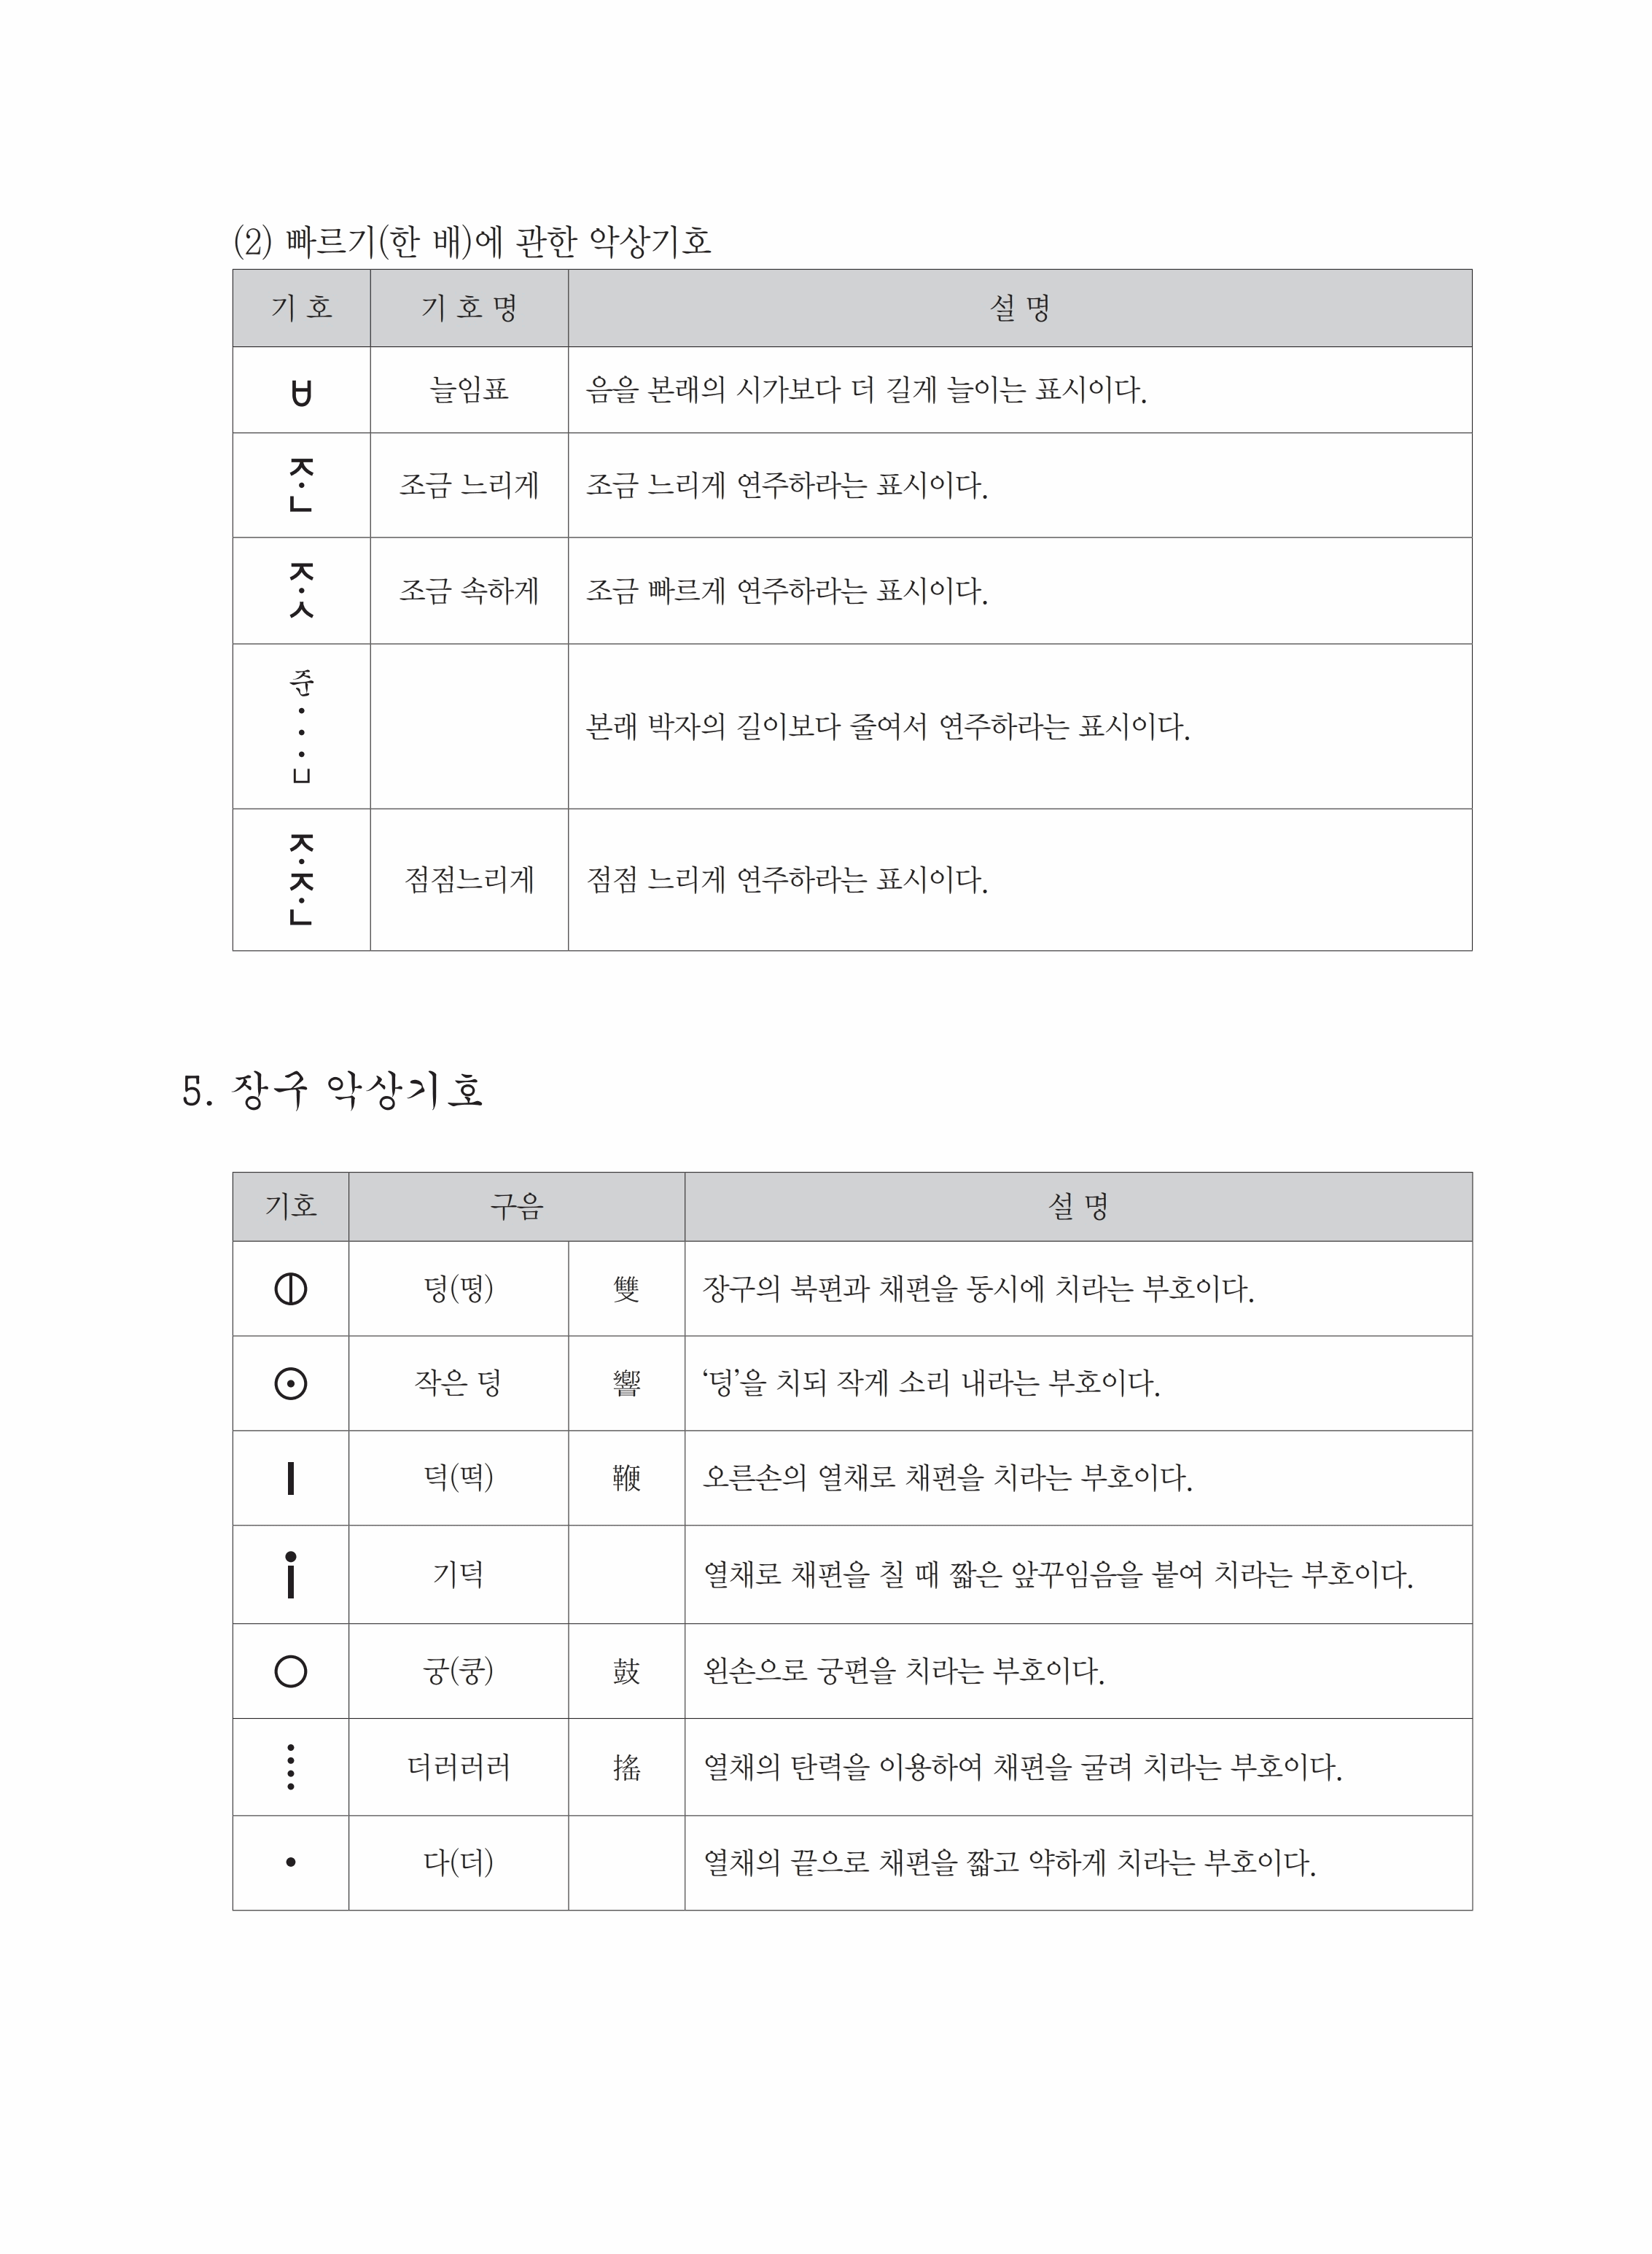 (2) 빠르기(한 배)에 관한 악상기호
기 호 기 호 명 설 명
ㅂ 늘임표 음을 본래의 시가보다 더 길게 늘이는 표시이다.
ㅈ·ㄴ 조금 느리게 조금 느리게 연주하라는 표시이다.
ㅈ·ㅅ 조금 속하게 조금 빠르게 연주하라는 표시이다.
준···ㅁ 본래 박자의 길이보다 줄여서 연주하라는 표시이다.
ㅈ·ㅈ·ㄴ 점점느리게 점점 느리게 연주하라는 표시이다.
5. 장구 악상기호
기호 구음 설 명
⦶ 덩(떵) 雙 장구의 북편과 채편을 동시에 치라는 부호이다.
⊙ 작은 덩 響 ‘덩’을 치되 작게 소리 내라는 부호이다.
| 덕(떡) 鞭 오른손의 열채로 채편을 치라는 부호이다.
i 기덕 열채로 채편을 칠 때 짧은 앞꾸임음을 붙여 치라는 부호이다.
○ 궁(쿵) 鼓 왼손으로 궁편을 치라는 부호이다.
⋮ 더러러러 搖 열채의 탄력을 이용하여 채편을 굴려 치라는 부호이다.
· 다(더) 열채의 끝으로 채편을 짧고 약하게 치라는 부호이다.